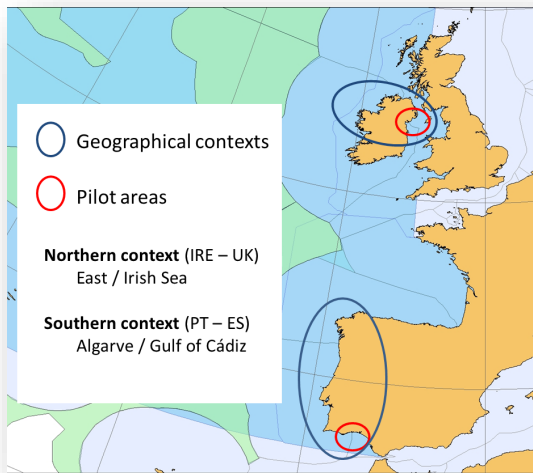 Geographical contexts
Pilot areas
Northern context (IRE – UK)
East / Irish Sea
Southern context (PT – ES)
Algarve / Gulf of Cádiz